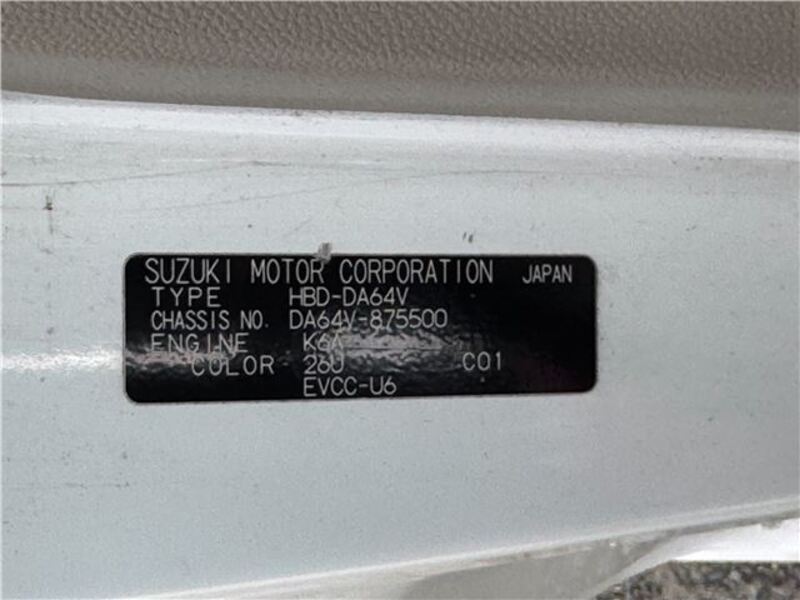 SUZUKI MOTOR CORPORATION JAPAN
TYPE HBD-DA64V
CHASSIS NO. DA64V-875500
ENGINE K6A
COLOR 26U C01
EVCC-U6